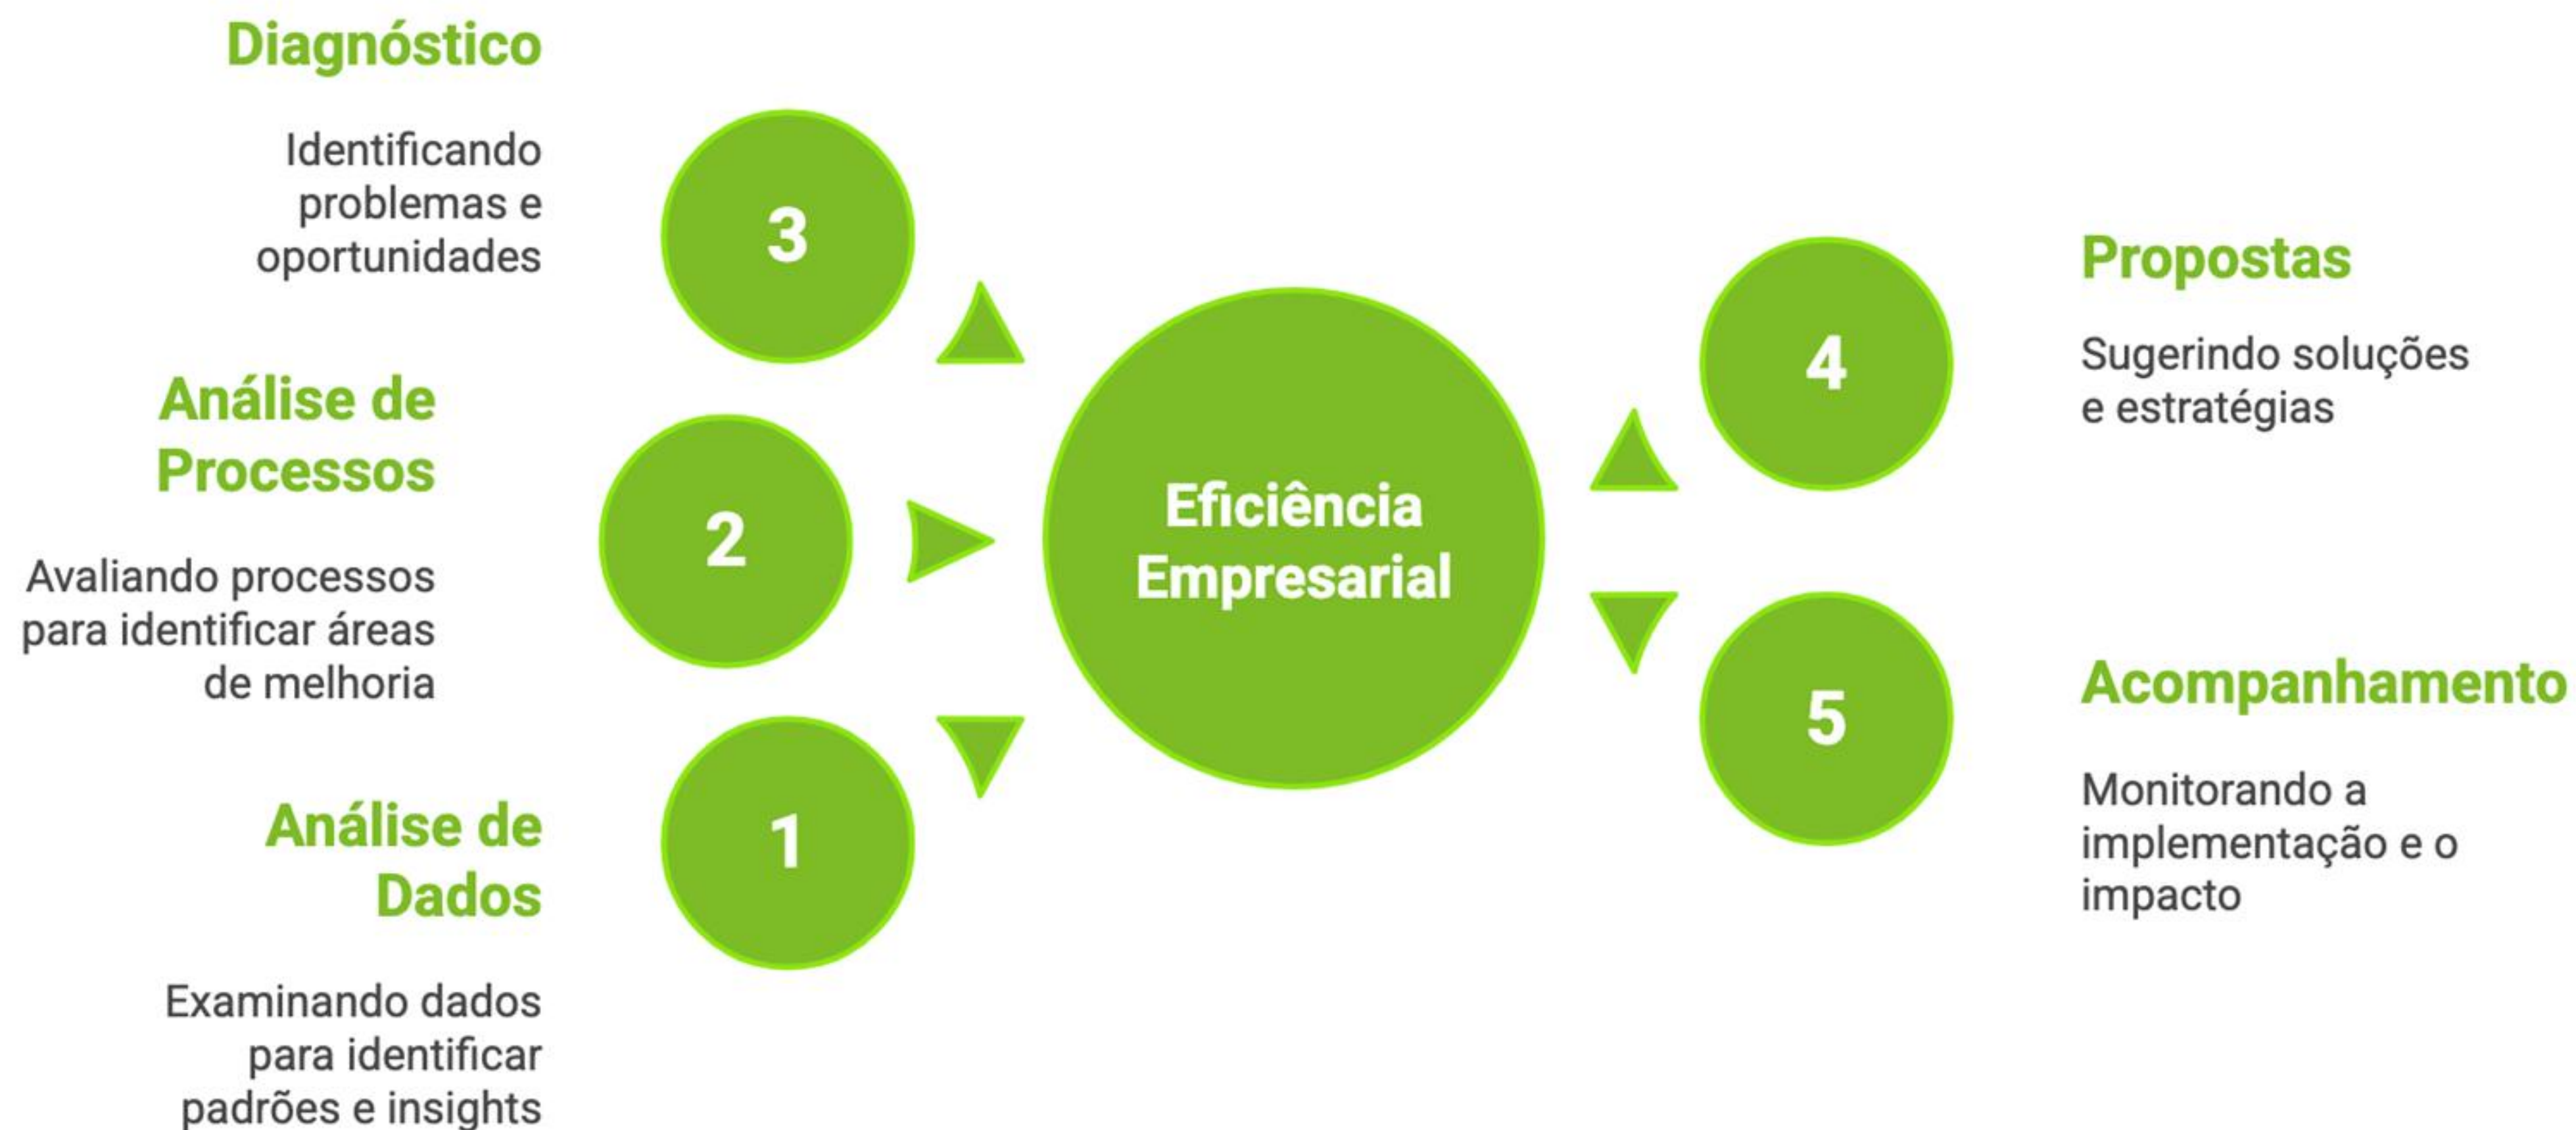 Diagnóstico
Identificando
problemas e
oportunidades
3
Análise de
Processos
Avaliando processos
para identificar áreas
de melhoria
2
Análise de
Dados
Examinando dados
para identificar
padrões e insights
1
Eficiência
Empresarial
4
Propostas
Sugerindo soluções
e estratégias
5
Acompanhamento
Monitorando a
implementação e o
impacto